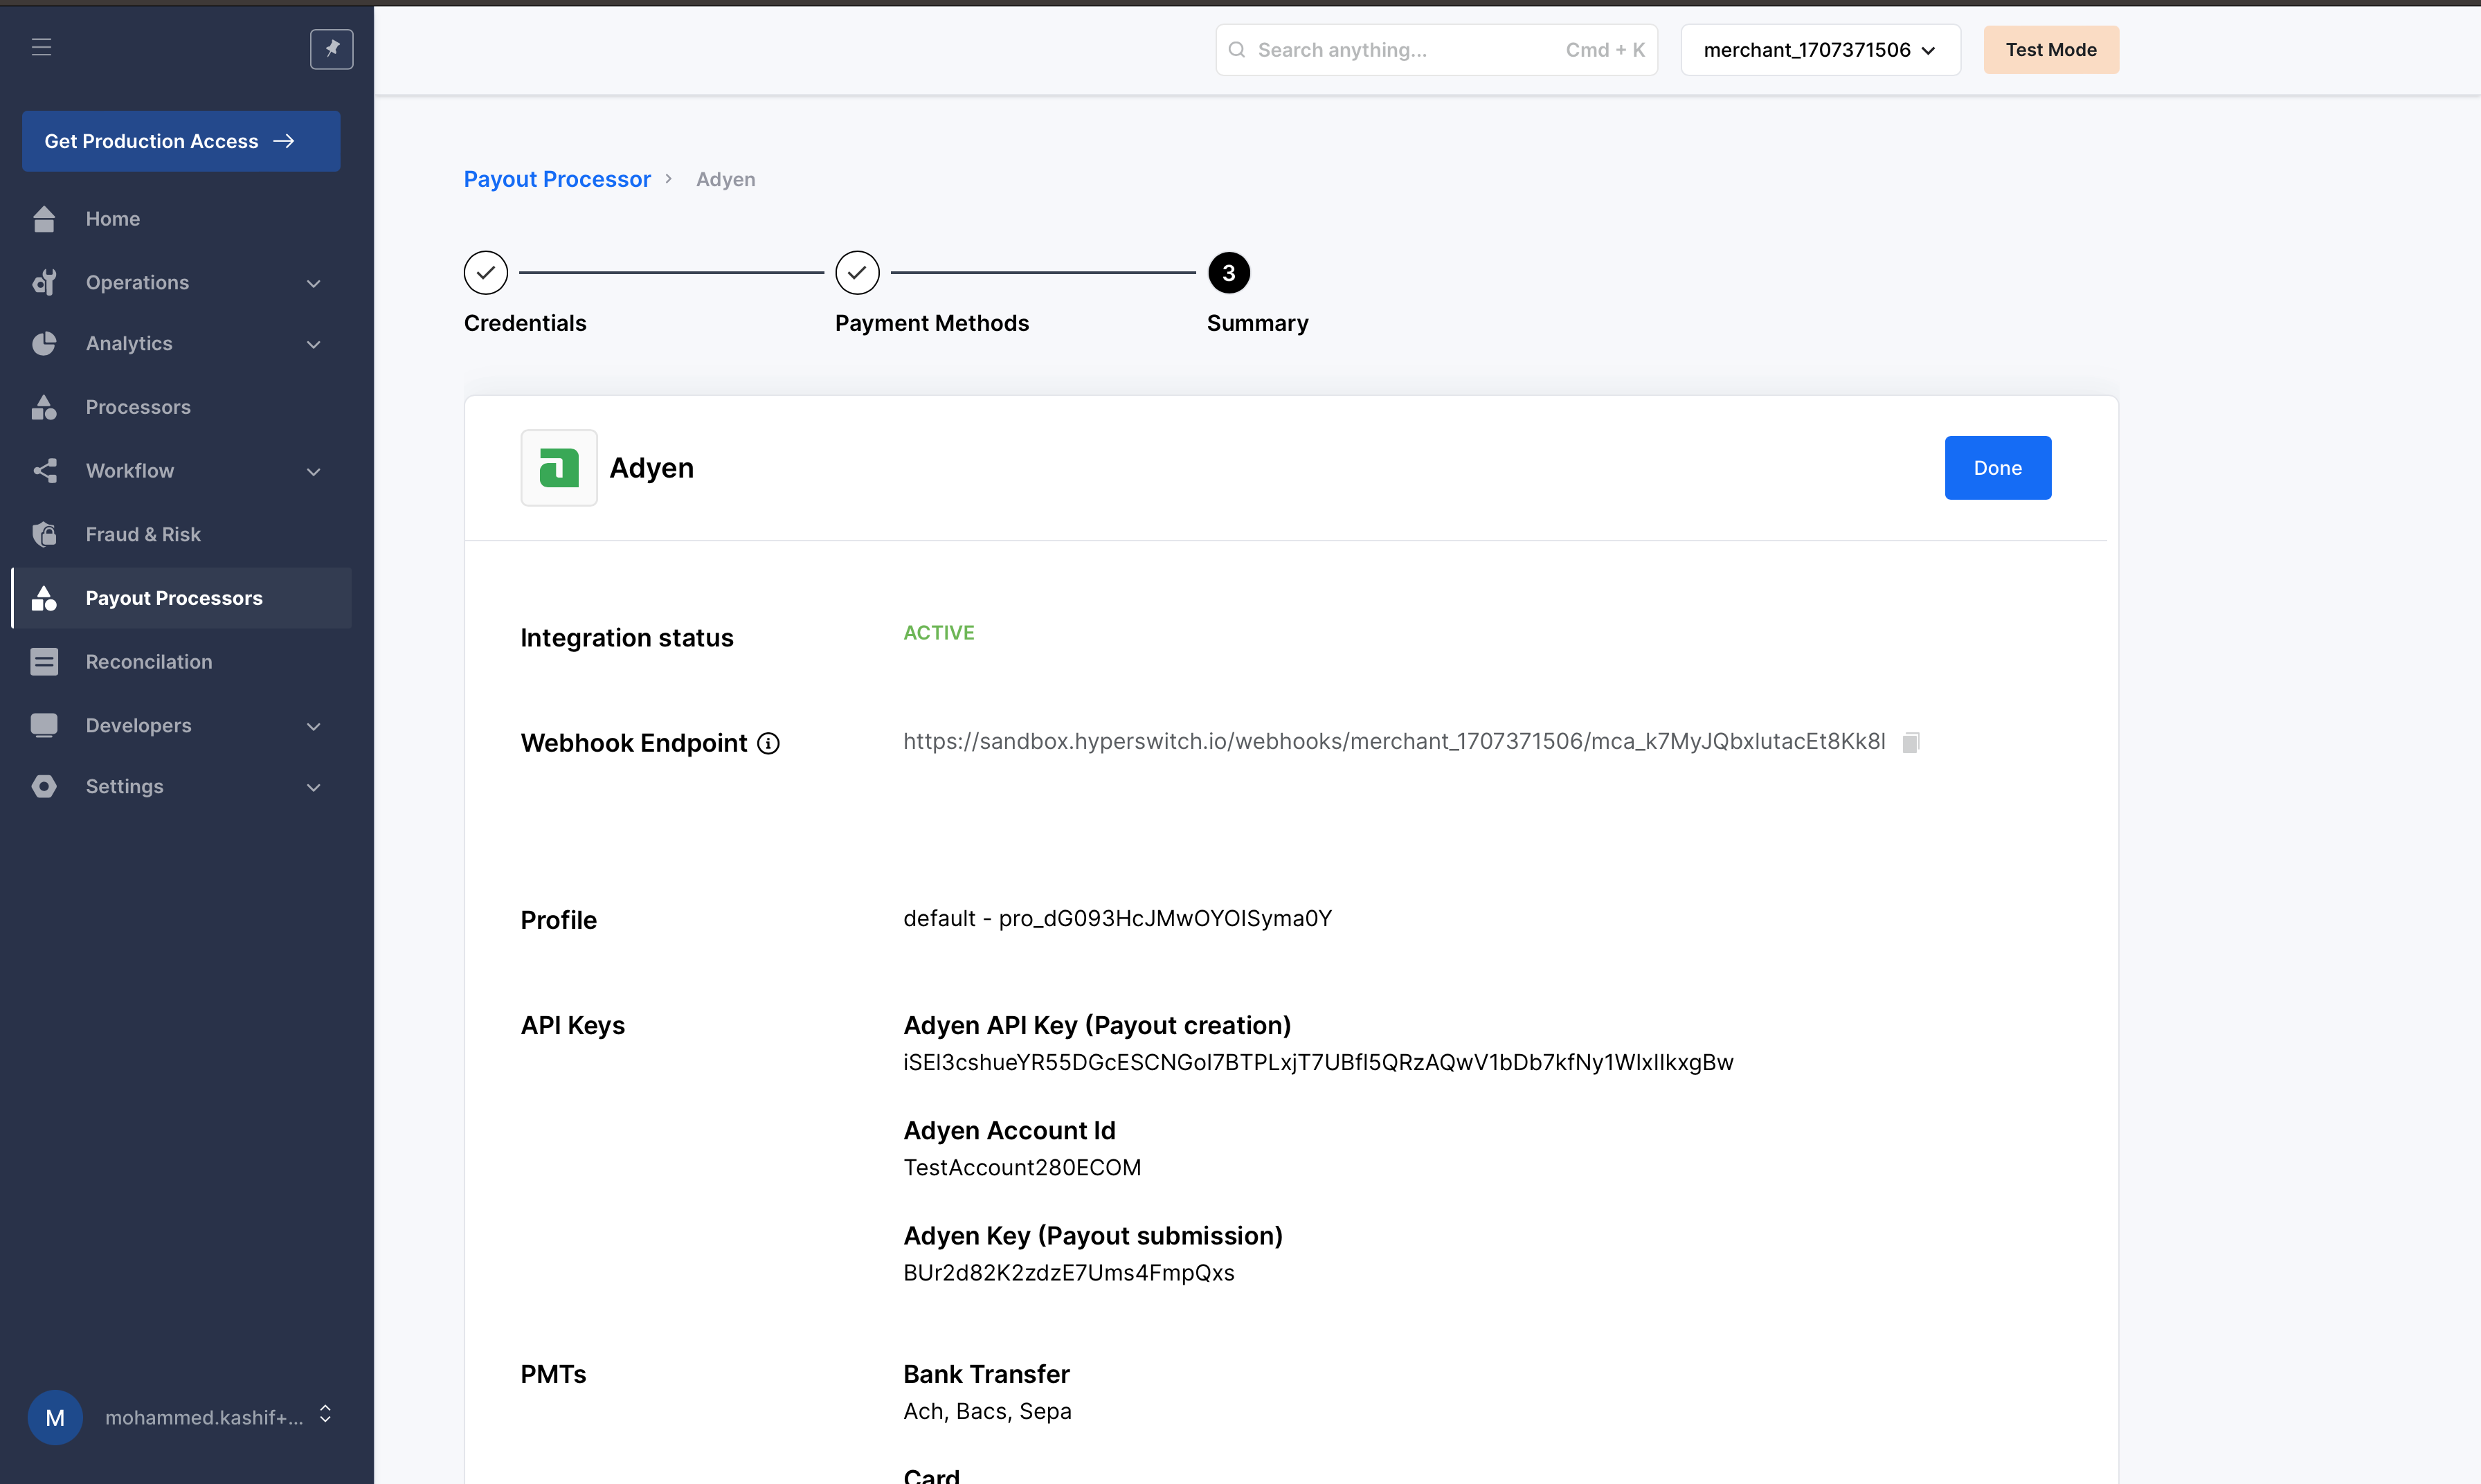 Search anything...
Cmd + K
merchant_1707371506
Test Mode
Get Production Access
Home
Operations
Analytics
Processors
Workflow
Fraud & Risk
Payout Processors
Reconcilation
Developers
Settings
M
mohammed.kashif+...
Payout Processor
Adyen
3
Credentials
Payment Methods
Summary
Adyen
Done
Integration status
ACTIVE
Webhook Endpoint
https://sandbox.hyperswitch.io/webhooks/merchant_1707371506/mca_k7MyJQbxlutacEt8Kk8l
Profile
default - pro_dG093HcJMwOYOlSyma0Y
API Keys
Adyen API Key (Payout creation)
iSEl3cshueYR55DGcESCNGol7BTPLxjT7UBfl5QRzAQwV1bDb7kfNy1WIxIlkxgBw
Adyen Account Id
TestAccount280ECOM
Adyen Key (Payout submission)
BUr2d82K2zdzE7Ums4FmpQxs
PMTs
Bank Transfer
Ach, Bacs, Sepa
Card